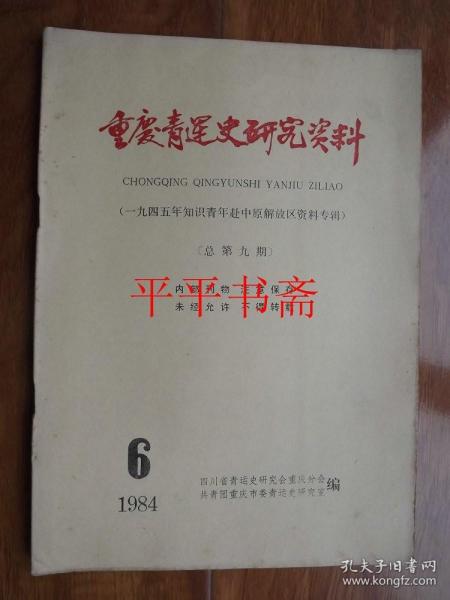 重庆青运史研究资料
CHONGQING QINGYUNSHI YANJIU ZILIAO
(一九四五年知识青年赴中原解放区资料专辑)
〔总第九期〕
内部刊物 注意保存
未经允许 不得转载
平平书斋
6
1984
四川省青运史研究会重庆分会
共青团重庆市委青运史研究室 编
孔夫子旧书网
www.kongfz.com